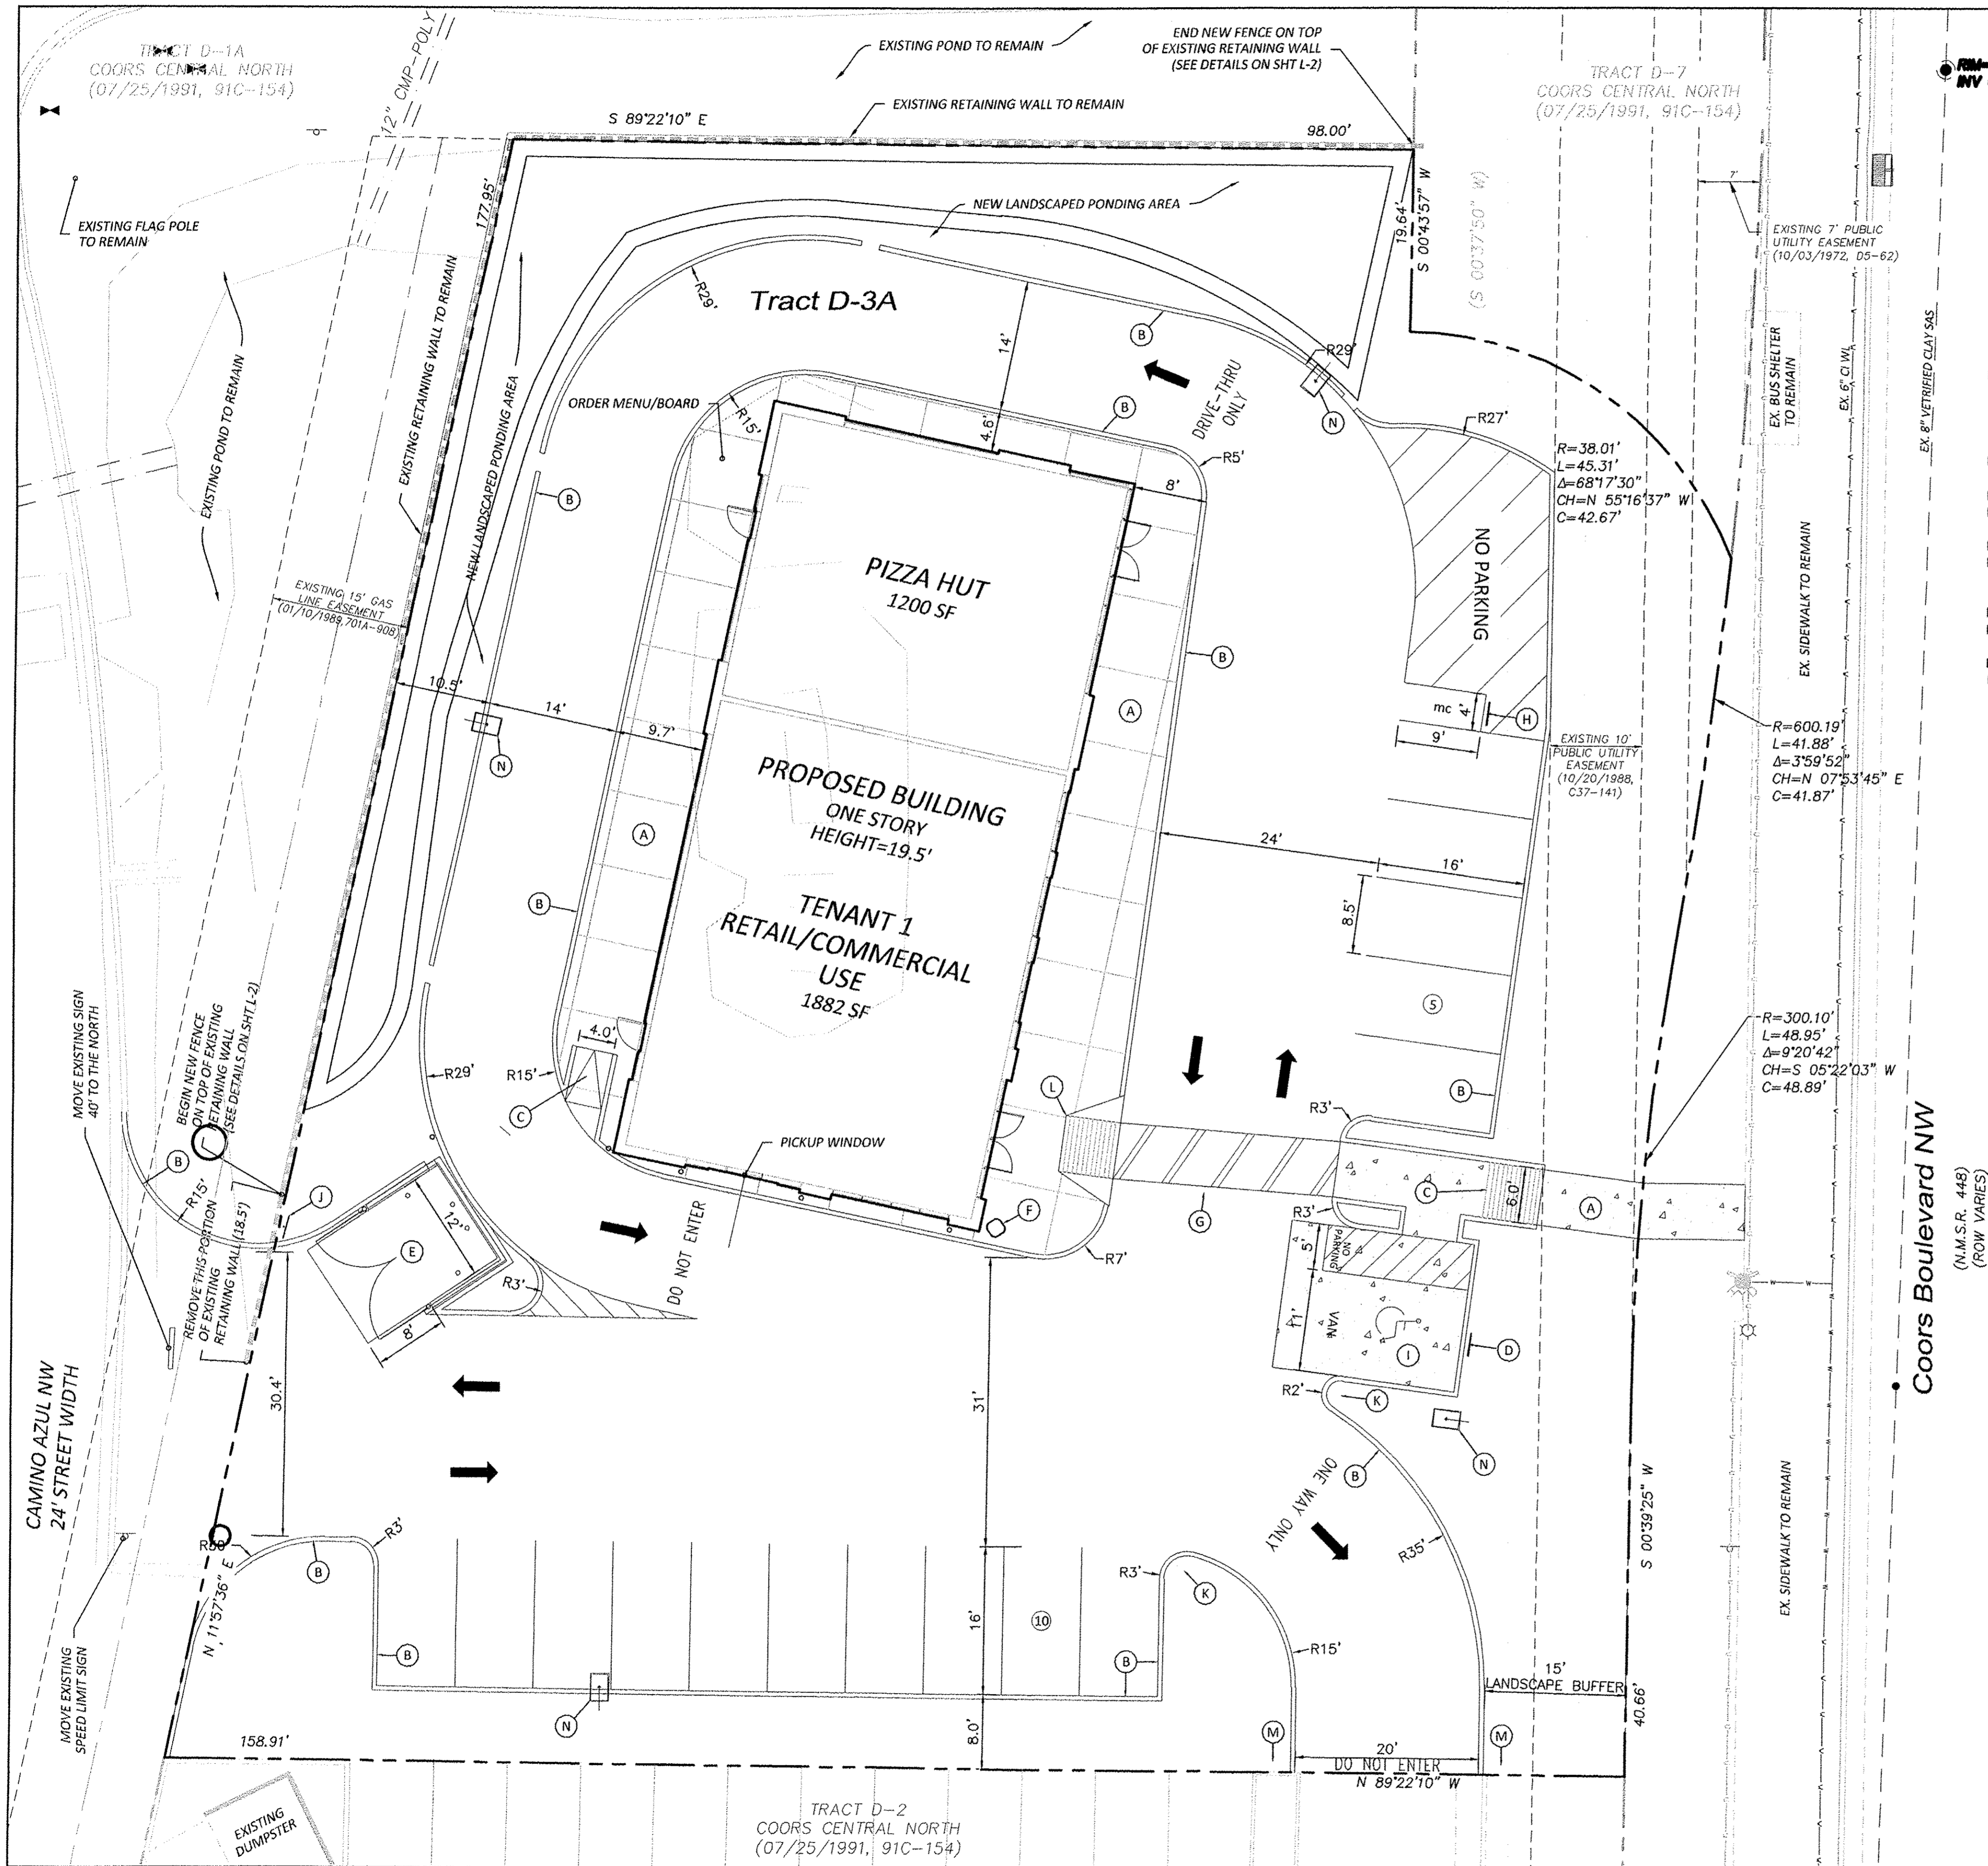 TRACT D-1A
COORS CENTRAL NORTH
(07/25/1991, 91C-154)
12" CMP-POLY
EXISTING POND TO REMAIN
END NEW FENCE ON TOP
OF EXISTING RETAINING WALL
(SEE DETAILS ON SHT L-2)
TRACT D-7
COORS CENTRAL NORTH
(07/25/1991, 91C-154)
EXISTING RETAINING WALL TO REMAIN
S 89°22'10" E
98.00'
177.95'
19.64'
S 00°43'57" W
(S 00°37'50" W)
7'
EXISTING 7' PUBLIC
UTILITY EASEMENT
(10/03/1972, D5-62)
EXISTING FLAG POLE
TO REMAIN
NEW LANDSCAPED PONDING AREA
Tract D-3A
R29'
14'
B
R29'
N
DRIVE-THRU
ONLY
R27'
ORDER MENU/BOARD
R15'
4.6'
B
R5'
8'
R=38.01'
L=45.31'
Δ=68°17'30"
CH=N 55°16'37" W
C=42.67'
EX. BUS SHELTER
TO REMAIN
EX. 6" CI WL
EX. 8" VETRIFIED CLAY SAS
EXISTING POND TO REMAIN
EXISTING RETAINING WALL TO REMAIN
NEW LANDSCAPED PONDING AREA
B
EXISTING 15' GAS
LINE EASEMENT
(01/10/1989, 701A-908)
PIZZA HUT
1200 SF
NO PARKING
EX. SIDEWALK TO REMAIN
B
A
mc
4'
H
9'
10.5'
14'
9.7'
N
EXISTING 10'
PUBLIC UTILITY
EASEMENT
(10/20/1988,
C37-141)
R=600.19'
L=41.88'
Δ=3°59'52"
CH=N 07°53'45" E
C=41.87'
PROPOSED BUILDING
ONE STORY
HEIGHT=19.5'
A
B
24'
16'
8.5'
TENANT 1
RETAIL/COMMERCIAL
USE
1882 SF
5
B
R=300.10'
L=48.95'
Δ=9°20'42"
CH=S 05°22'03" W
C=48.89'
MOVE EXISTING SIGN
40' TO THE NORTH
BEGIN NEW FENCE
ON TOP OF EXISTING
RETAINING WALL
(SEE DETAILS ON SHT L-2)
R29'
R15'
4.0'
C
L
R3'
PICKUP WINDOW
B
R15'
J
REMOVE THIS PORTION
OF EXISTING
RETAINING WALL (18.5')
12'
E
R3'
8'
DO NOT ENTER
F
R7'
G
C
6.0'
A
R3'
5'
NO
PARKING
11'
VAN
I
D
R2'
K
N
Coors Boulevard NW
(N.M.S.R. 448)
(ROW VARIES)
CAMINO AZUL NW
24' STREET WIDTH
30.4'
31'
B
ONE WAY ONLY
R35'
S 00°39'25" W
EX. SIDEWALK TO REMAIN
B
R3'
N 11°57'36" E
B
16'
10
R3'
K
B
R15'
15'
LANDSCAPE BUFFER
40.66'
MOVE EXISTING
SPEED LIMIT SIGN
N
8.0'
M
M
20'
DO NOT ENTER
158.91'
N 89°22'10" W
EXISTING
DUMPSTER
TRACT D-2
COORS CENTRAL NORTH
(07/25/1991, 91C-154)